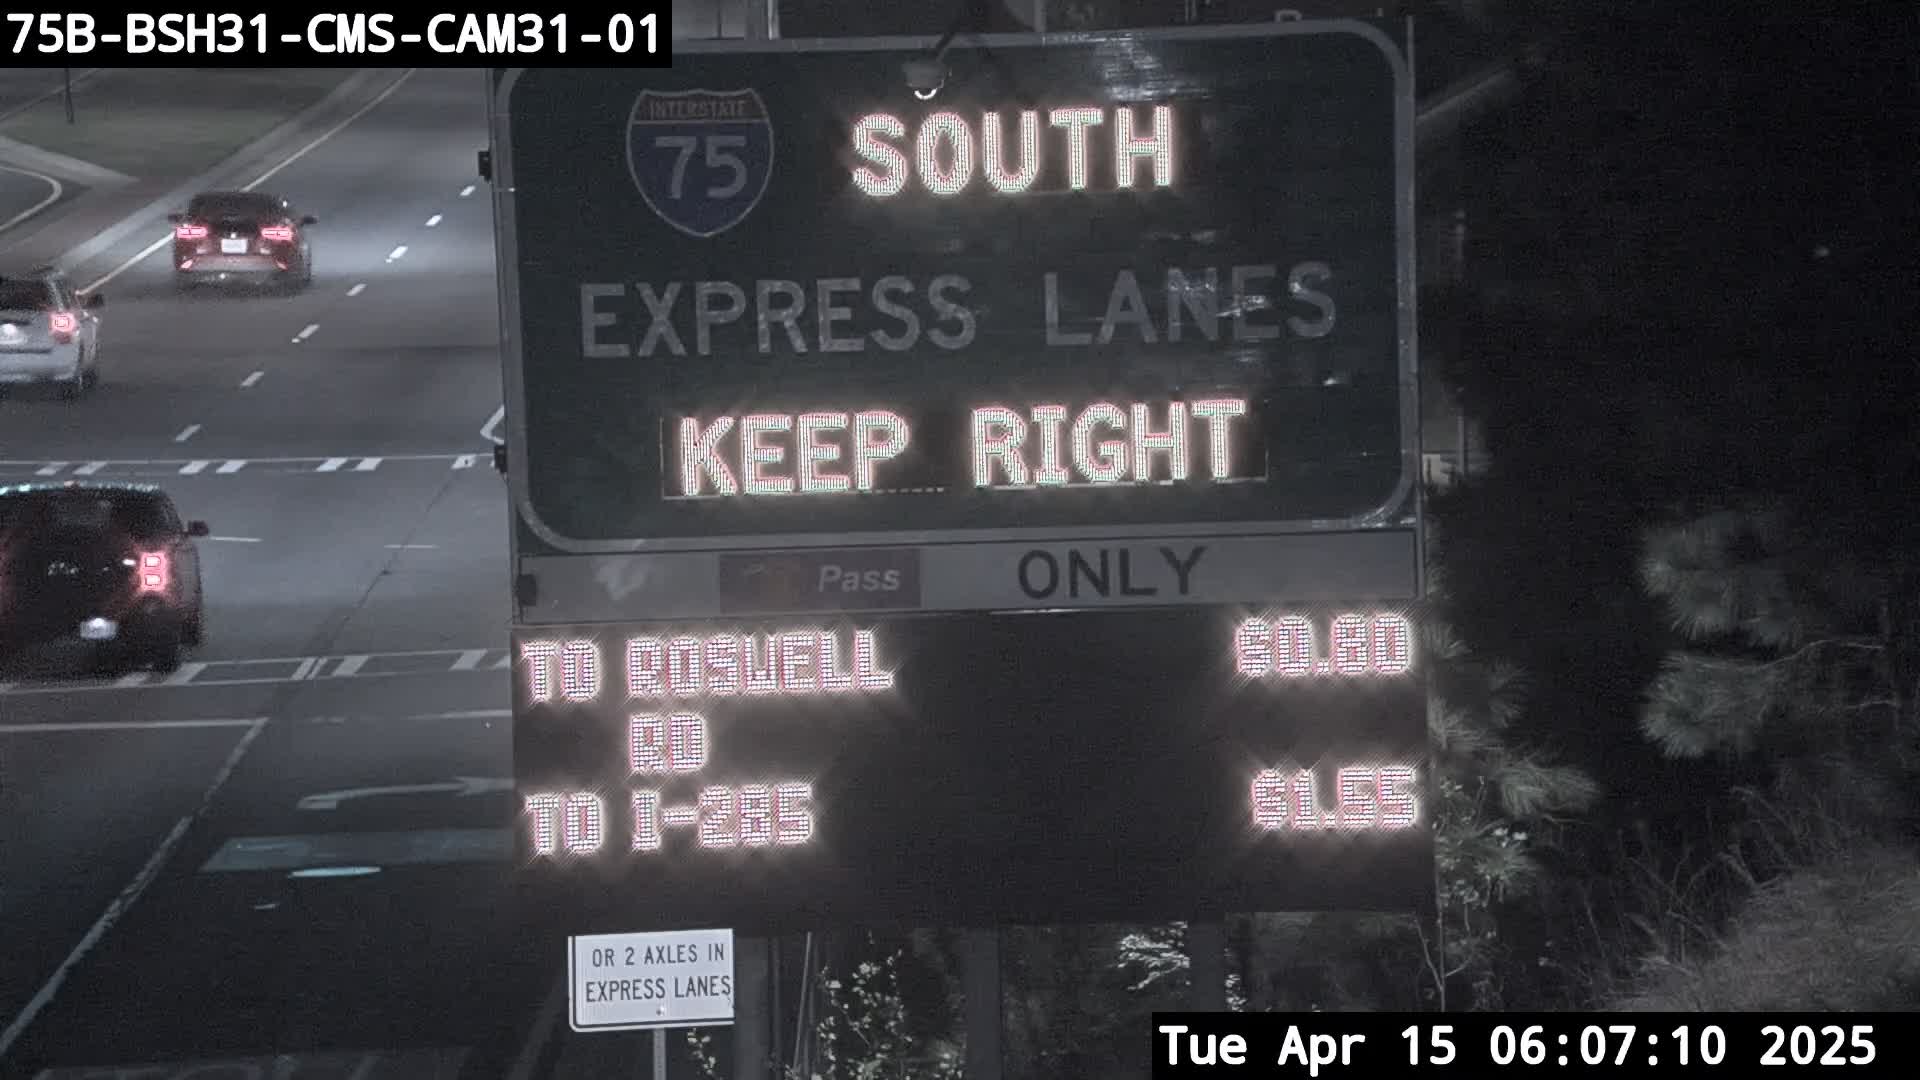 75B-BSH31-CMS-CAM31-01
INTERSTATE
75
SOUTH
EXPRESS LANES
KEEP RIGHT
Pass
ONLY
TO ROSWELL $0.80
RD
TO I-285 $1.55
OR 2 AXLES IN
EXPRESS LANES
Tue Apr 15 06:07:10 2025